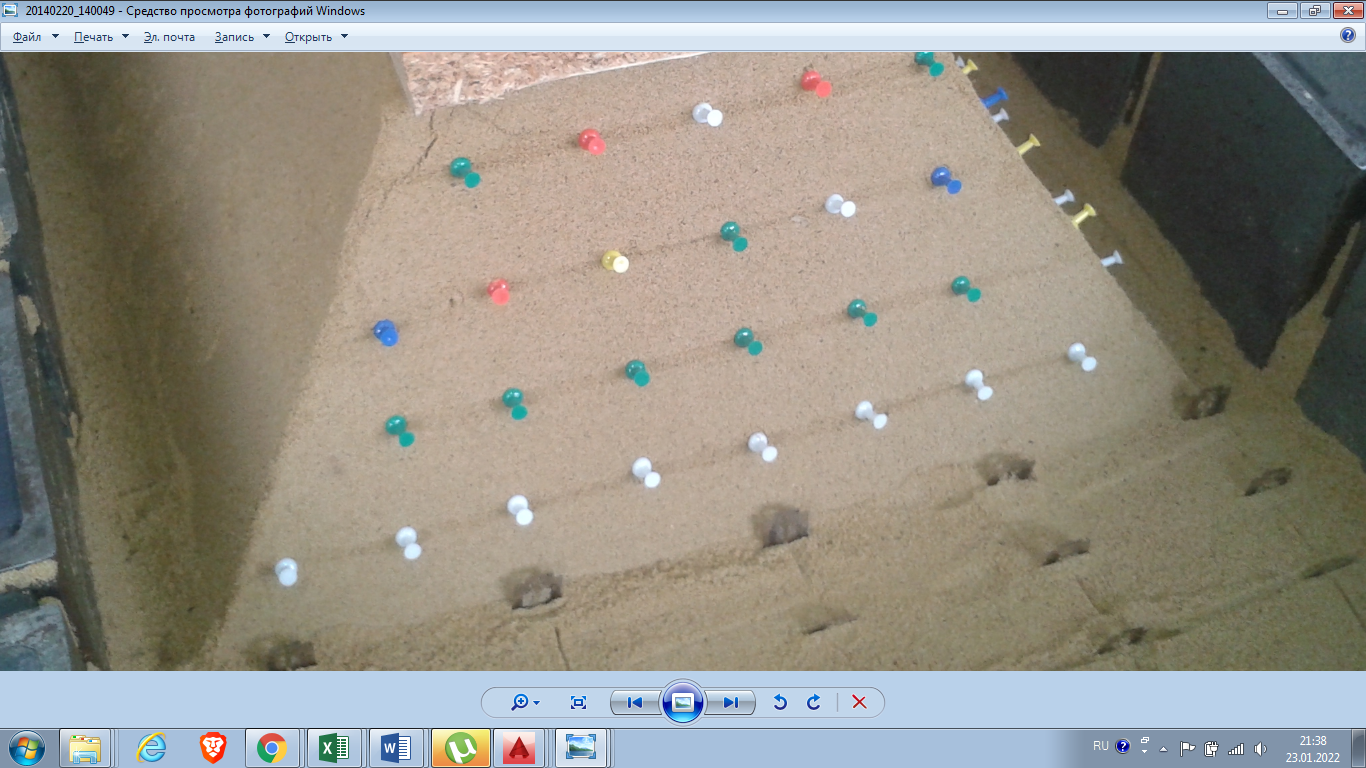 20140220_140049 - Средство просмотра фотографий Windows
Файл Печать Эл. почта Запись Открыть
RU
21:38
23.01.2022